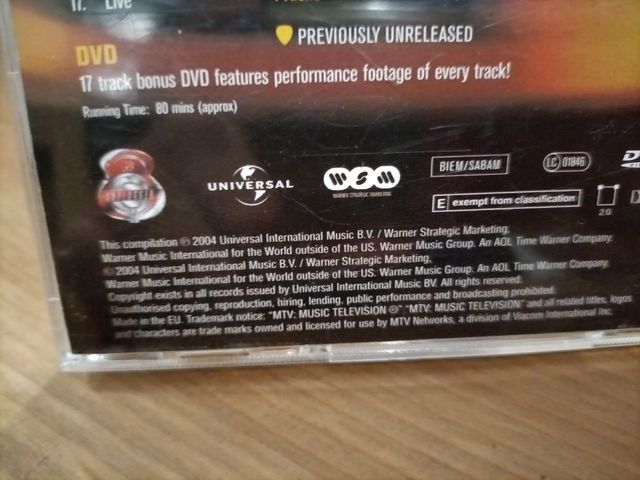 17. Live
PREVIOUSLY UNRELEASED
DVD
17 track bonus DVD features performance footage of every track!
Running Time: 80 mins (approx)
UNIVERSAL
WSM
WARNER STRATEGIC MARKETING
BIEM/SABAM
LC 01846
E exempt from classification
2.0
This compilation ℗ 2004 Universal International Music B.V. / Warner Strategic Marketing,
Warner Music International for the World outside of the US. Warner Music Group. An AOL Time Warner Company.
© 2004 Universal International Music B.V. / Warner Strategic Marketing,
Warner Music International for the World outside of the US. Warner Music Group. An AOL Time Warner Company.
Copyright exists in all records issued by Universal International Music BV. All rights reserved.
Unauthorised copying, reproduction, hiring, lending, public performance and broadcasting prohibited.
Made in the EU. Trademark notice: "MTV: MUSIC TELEVISION ®" "MTV: MUSIC TELEVISION" and all related titles, logos
and characters are trade marks owned and licensed for use by MTV Networks, a division of Viacom International Inc.